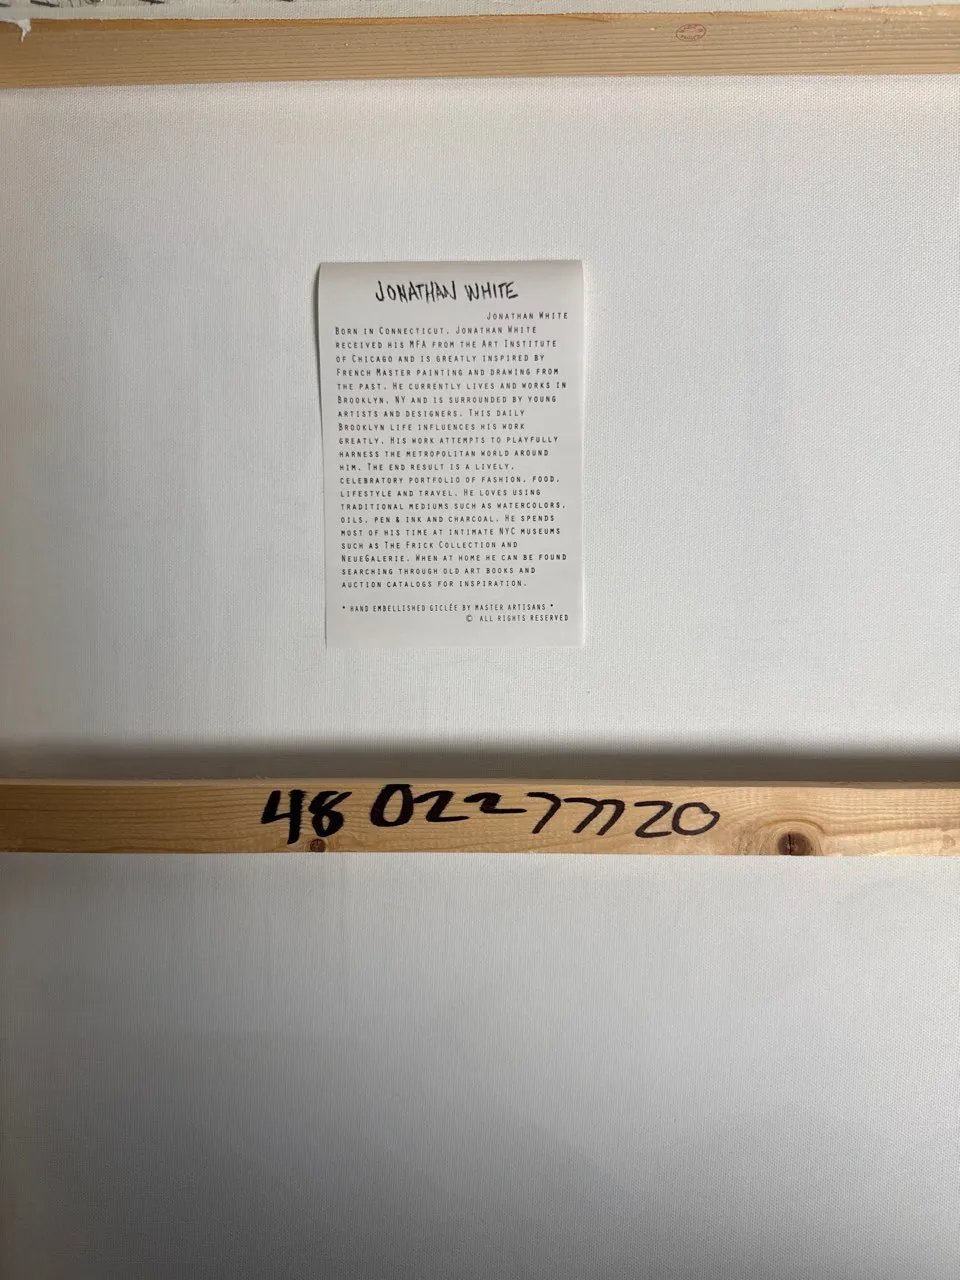 JONATHAN WHITE
JONATHAN WHITE
BORN IN CONNECTICUT, JONATHAN WHITE
RECEIVED HIS MFA FROM THE ART INSTITUTE
OF CHICAGO AND IS GREATLY INSPIRED BY
FRENCH MASTER PAINTING AND DRAWING FROM
THE PAST. HE CURRENTLY LIVES AND WORKS IN
BROOKLYN, NY AND IS SURROUNDED BY YOUNG
ARTISTS AND DESIGNERS. THIS DAILY
BROOKLYN LIFE INFLUENCES HIS WORK
GREATLY. HIS WORK ATTEMPTS TO PLAYFULLY
HARNESS THE METROPOLITAN WORLD AROUND
HIM. THE END RESULT IS A LIVELY,
CELEBRATORY PORTFOLIO OF FASHION, FOOD,
LIFESTYLE AND TRAVEL. HE LOVES USING
TRADITIONAL MEDIUMS SUCH AS WATERCOLORS,
OILS, PEN & INK AND CHARCOAL. HE SPENDS
MOST OF HIS TIME AT INTIMATE NYC MUSEUMS
SUCH AS THE FRICK COLLECTION AND
NEUEGALERIE. WHEN AT HOME HE CAN BE FOUND
SEARCHING THROUGH OLD ART BOOKS AND
AUCTION CATALOGS FOR INSPIRATION.
* HAND EMBELLISHED GICLÉE BY MASTER ARTISANS *
© ALL RIGHTS RESERVED